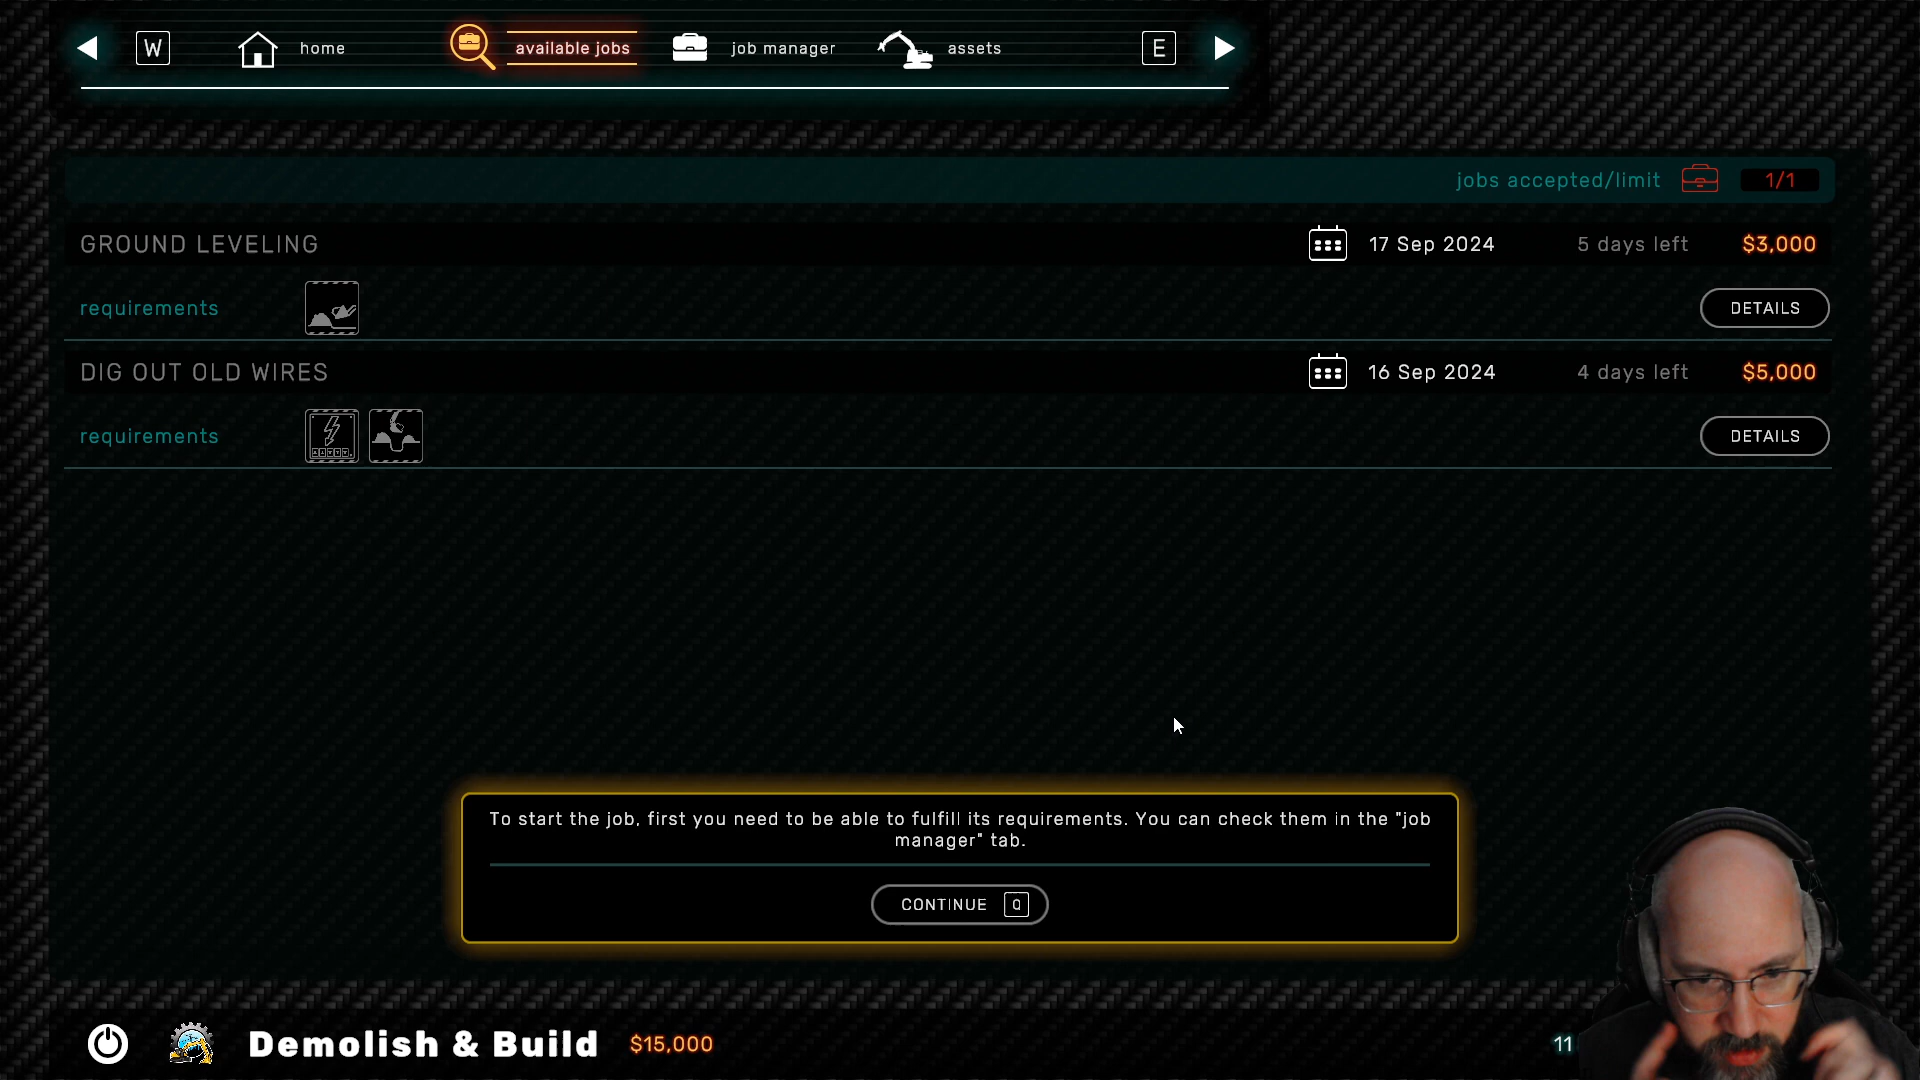 W home available jobs job manager assets E
jobs accepted/limit 1/1
GROUND LEVELING 17 Sep 2024 5 days left $3,000
requirements DETAILS
DIG OUT OLD WIRES 16 Sep 2024 4 days left $5,000
requirements DETAILS
To start the job, first you need to be able to fulfill its requirements. You can check them in the "job
manager" tab.
CONTINUE Q
Demolish & Build $15,000 11